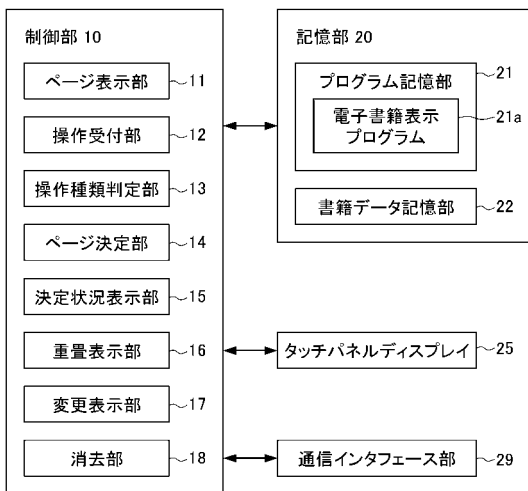 制御部 10
ページ表示部
11
操作受付部
12
操作種類判定部
13
ページ決定部
14
決定状況表示部
15
重畳表示部
16
変更表示部
17
消去部
18
記憶部 20
プログラム記憶部
21
電子書籍表示
プログラム
21a
書籍データ記憶部
22
タッチパネルディスプレイ
25
通信インタフェース部
29